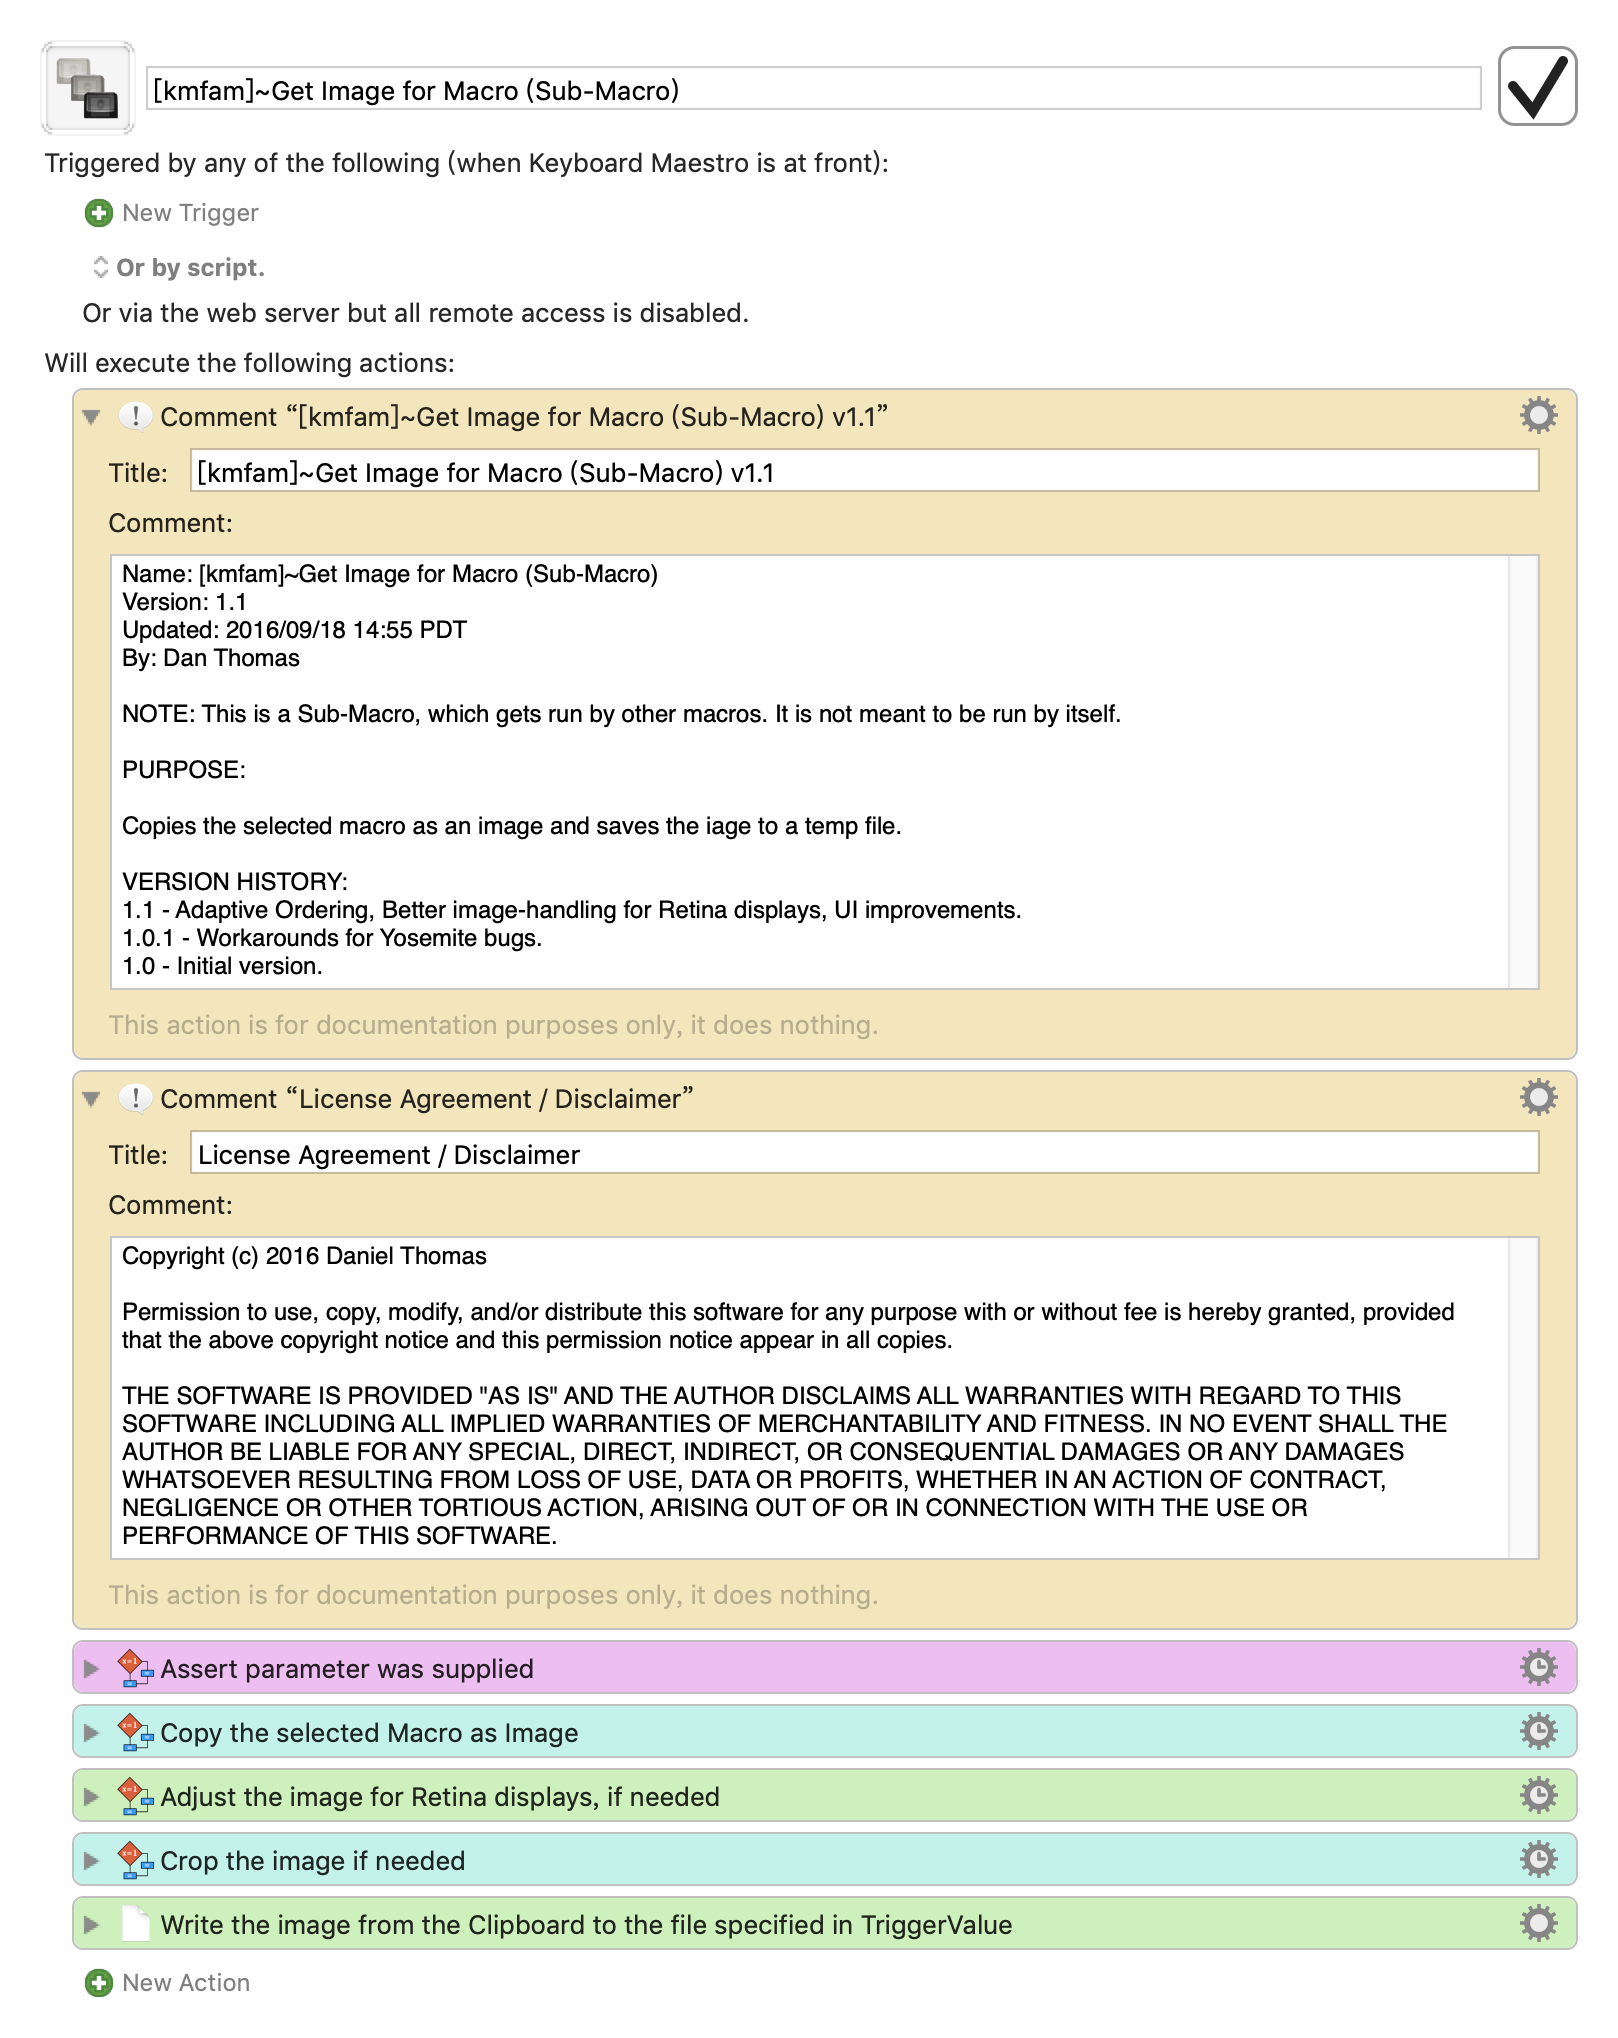 [kmfam]~Get Image for Macro (Sub-Macro)
Triggered by any of the following (when Keyboard Maestro is at front):
New Trigger
Or by script.
Or via the web server but all remote access is disabled.
Will execute the following actions:
Comment “[kmfam]~Get Image for Macro (Sub-Macro) v1.1”
Title: [kmfam]~Get Image for Macro (Sub-Macro) v1.1
Comment:
Name: [kmfam]~Get Image for Macro (Sub-Macro)
Version: 1.1
Updated: 2016/09/18 14:55 PDT
By: Dan Thomas
NOTE: This is a Sub-Macro, which gets run by other macros. It is not meant to be run by itself.
PURPOSE:
Copies the selected macro as an image and saves the iage to a temp file.
VERSION HISTORY:
1.1 - Adaptive Ordering, Better image-handling for Retina displays, UI improvements.
1.0.1 - Workarounds for Yosemite bugs.
1.0 - Initial version.
This action is for documentation purposes only, it does nothing.
Comment “License Agreement / Disclaimer”
Title: License Agreement / Disclaimer
Comment:
Copyright (c) 2016 Daniel Thomas
Permission to use, copy, modify, and/or distribute this software for any purpose with or without fee is hereby granted, provided
that the above copyright notice and this permission notice appear in all copies.
THE SOFTWARE IS PROVIDED "AS IS" AND THE AUTHOR DISCLAIMS ALL WARRANTIES WITH REGARD TO THIS
SOFTWARE INCLUDING ALL IMPLIED WARRANTIES OF MERCHANTABILITY AND FITNESS. IN NO EVENT SHALL THE
AUTHOR BE LIABLE FOR ANY SPECIAL, DIRECT, INDIRECT, OR CONSEQUENTIAL DAMAGES OR ANY DAMAGES
WHATSOEVER RESULTING FROM LOSS OF USE, DATA OR PROFITS, WHETHER IN AN ACTION OF CONTRACT,
NEGLIGENCE OR OTHER TORTIOUS ACTION, ARISING OUT OF OR IN CONNECTION WITH THE USE OR
PERFORMANCE OF THIS SOFTWARE.
This action is for documentation purposes only, it does nothing.
Assert parameter was supplied
Copy the selected Macro as Image
Adjust the image for Retina displays, if needed
Crop the image if needed
Write the image from the Clipboard to the file specified in TriggerValue
New Action